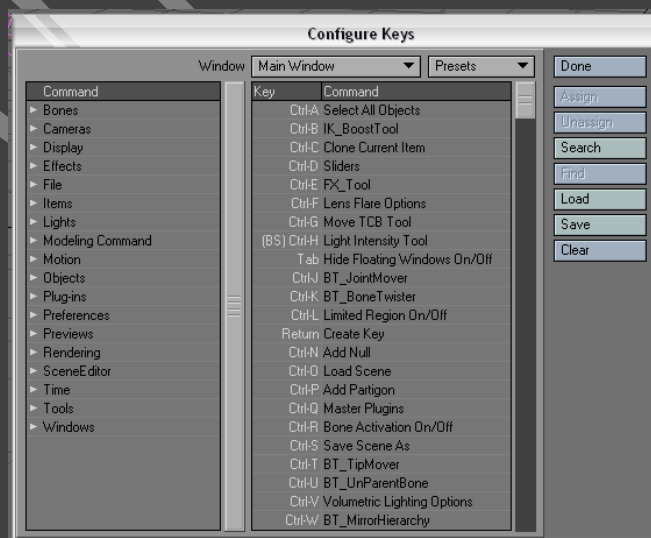 Configure Keys
Window Main Window Presets
Done
Assign
Unassign
Search
Find
Load
Save
Clear
Command
Bones
Cameras
Display
Effects
File
Items
Lights
Modeling Command
Motion
Objects
Plug-ins
Preferences
Previews
Rendering
SceneEditor
Time
Tools
Windows
Key Command
Ctrl-A Select All Objects
Ctrl-B IK_BoostTool
Ctrl-C Clone Current Item
Ctrl-D Sliders
Ctrl-E FX_Tool
Ctrl-F Lens Flare Options
Ctrl-G Move TCB Tool
(BS) Ctrl-H Light Intensity Tool
Tab Hide Floating Windows On/Off
Ctrl-J BT_JointMover
Ctrl-K BT_BoneTwister
Ctrl-L Limited Region On/Off
Return Create Key
Ctrl-N Add Null
Ctrl-O Load Scene
Ctrl-P Add Partigon
Ctrl-Q Master Plugins
Ctrl-R Bone Activation On/Off
Ctrl-S Save Scene As
Ctrl-T BT_TipMover
Ctrl-U BT_UnParentBone
Ctrl-V Volumetric Lighting Options
Ctrl-W BT_MirrorHierarchy